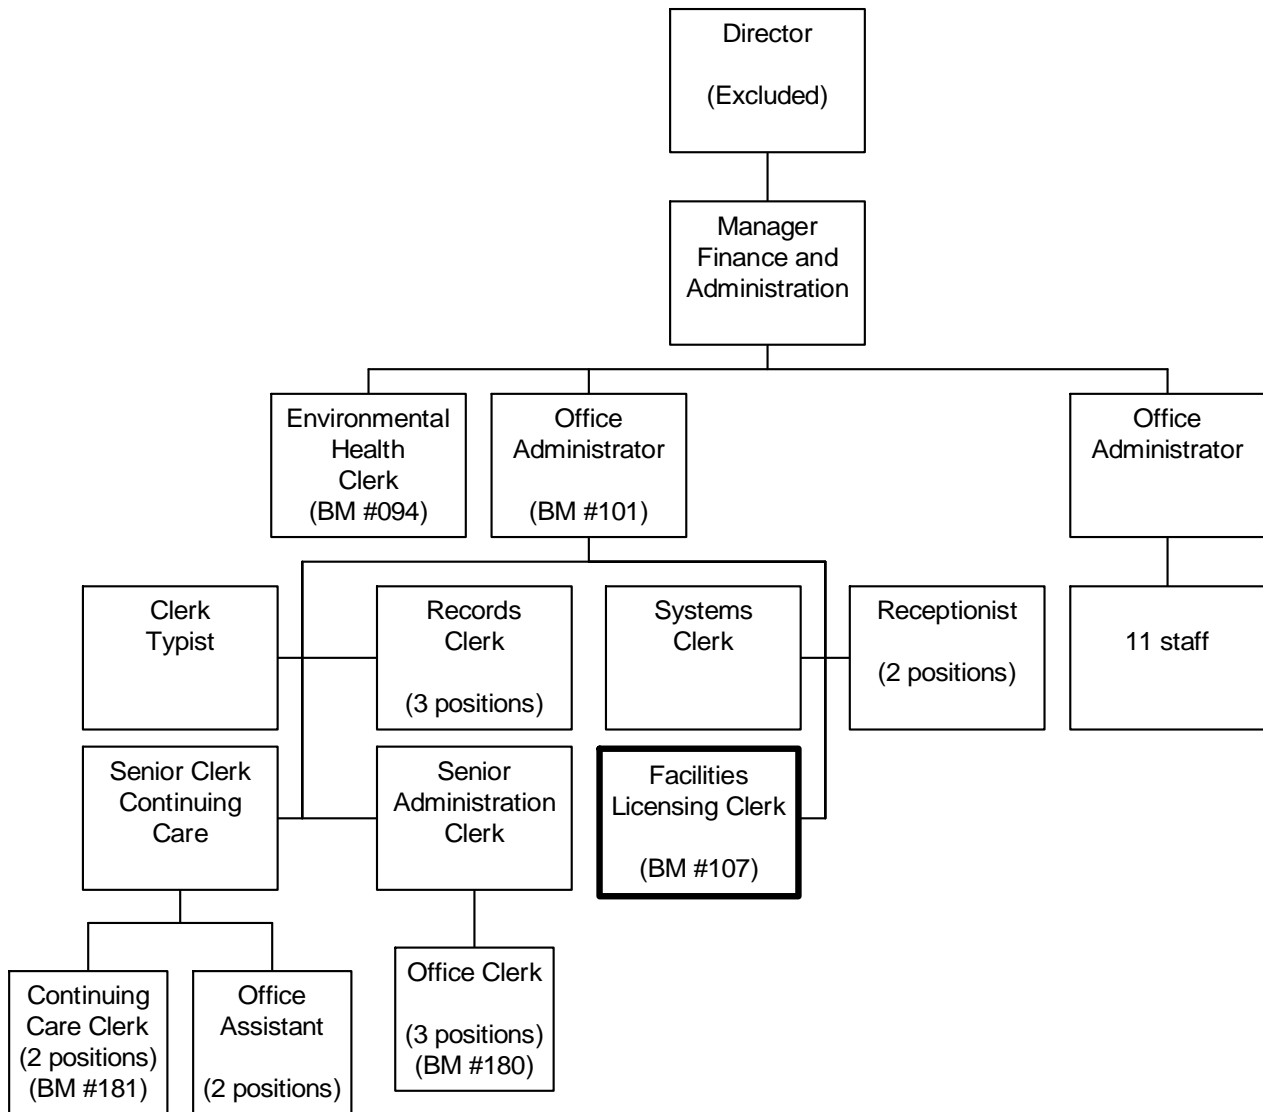 Director
(Excluded)
Manager
Finance and
Administration
Environmental
Health
Clerk
(BM #094)
Office
Administrator
(BM #101)
Office
Administrator
Clerk
Typist
Records
Clerk
(3 positions)
Systems
Clerk
Receptionist
(2 positions)
11 staff
Senior Clerk
Continuing
Care
Senior
Administration
Clerk
Facilities
Licensing Clerk
(BM #107)
Continuing
Care Clerk
(2 positions)
(BM #181)
Office
Assistant
(2 positions)
Office Clerk
(3 positions)
(BM #180)